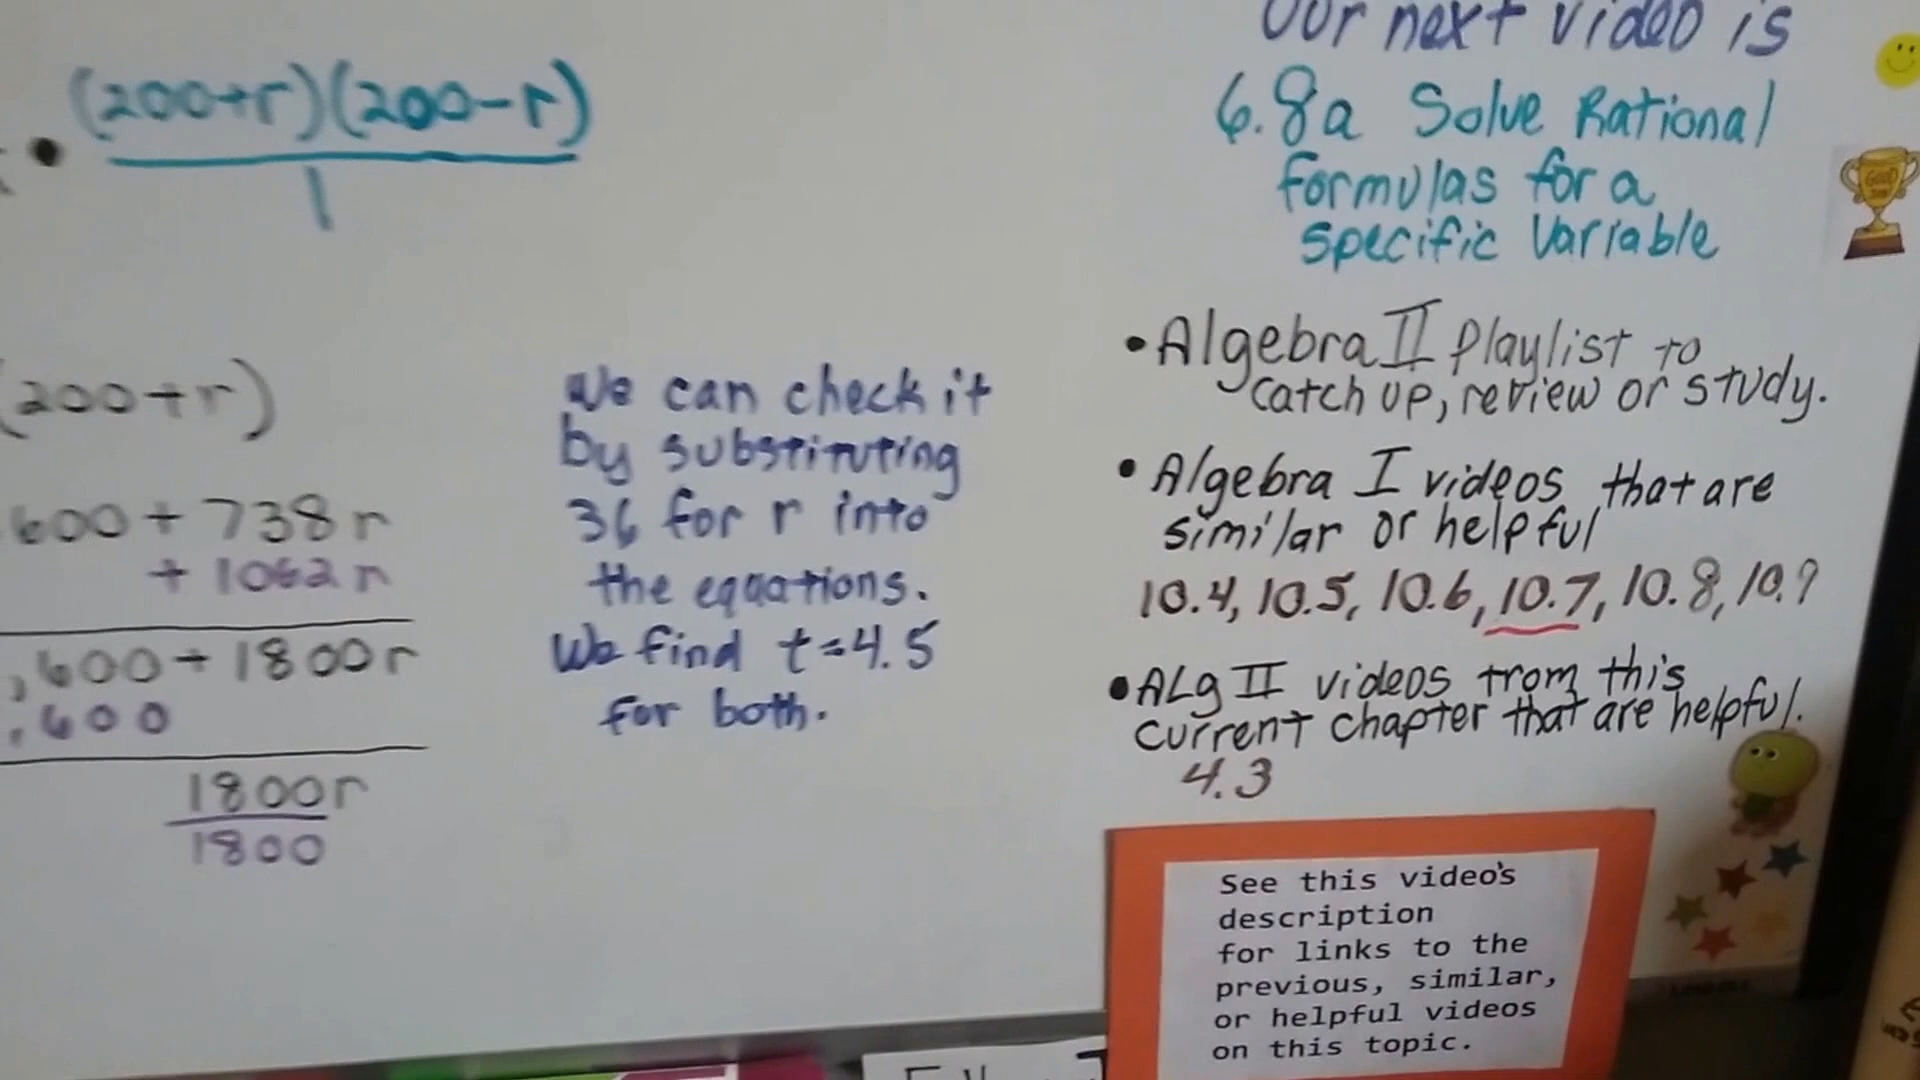 (200+r)(200-r)
1
(200+r)
600 + 738r
+ 1062r
,600 + 1800r
,600
1800r
1800
We can check it
by substituting
36 for r into
the equations.
We find t=4.5
for both.
Our next video is
6.8a Solve Rational
formulas for a
specific Variable
GOOD
• Algebra II Playlist to
catch up, review or study.
• Algebra I videos that are
similar or helpful
10.4, 10.5, 10.6, 10.7, 10.8, 10.9
• ALg II videos from this
current chapter that are helpful.
4.3
See this video's
description
for links to the
previous, similar,
or helpful videos
on this topic.